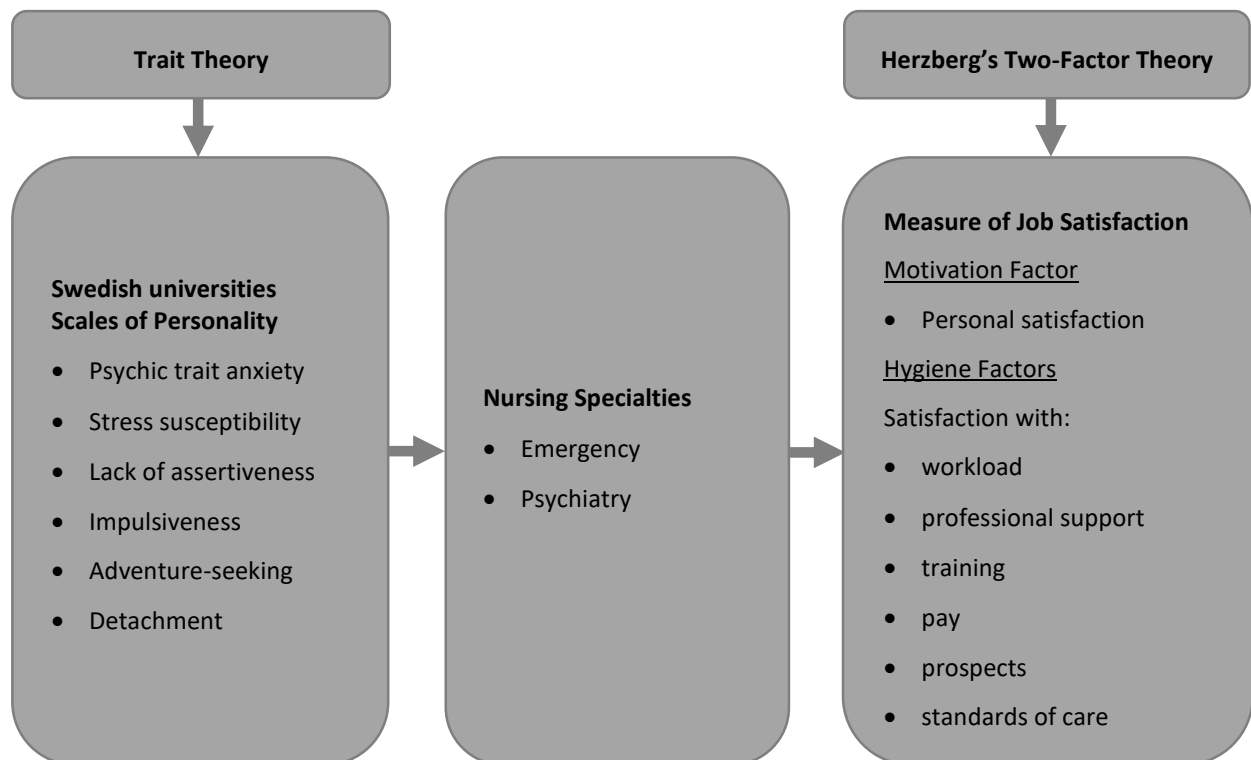 Trait Theory
Herzberg’s Two-Factor Theory
Swedish universities
Scales of Personality
• Psychic trait anxiety
• Stress susceptibility
• Lack of assertiveness
• Impulsiveness
• Adventure-seeking
• Detachment
Nursing Specialties
• Emergency
• Psychiatry
Measure of Job Satisfaction
Motivation Factor
• Personal satisfaction
Hygiene Factors
Satisfaction with:
• workload
• professional support
• training
• pay
• prospects
• standards of care